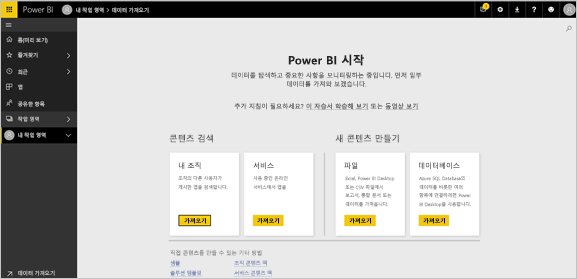 Power BI
내 작업 영역 > 데이터 가져오기
홈(미리 보기)
즐겨찾기
최근
앱
공유한 항목
작업 영역
내 작업 영역
데이터 가져오기
Power BI 시작
데이터를 탐색하고 중요한 사항을 모니터링하는 중입니다. 먼저 일부
데이터를 가져와 보겠습니다.
추가 지침이 필요하세요? 이 자습서 학습해 보기 또는 동영상 보기
콘텐츠 검색
내 조직
조직의 다른 사용자가
게시한 앱을 검색합니다.
가져오기
서비스
사용 중인 온라인
서비스에서 앱을
가져오기
새 콘텐츠 만들기
파일
Excel, Power BI Desktop
또는 CSV 파일에서
보고서, 통합 문서 또는
데이터를 가져옵니다.
가져오기
데이터베이스
Azure SQL Database의
데이터를 비롯한 여러
항목에 연결하려면 Power
BI Desktop을 사용합니다.
가져오기
직접 콘텐츠를 만들 수 있는 기타 방법
샘플
조직 콘텐츠 팩
솔루션 템플릿
서비스 콘텐츠 팩